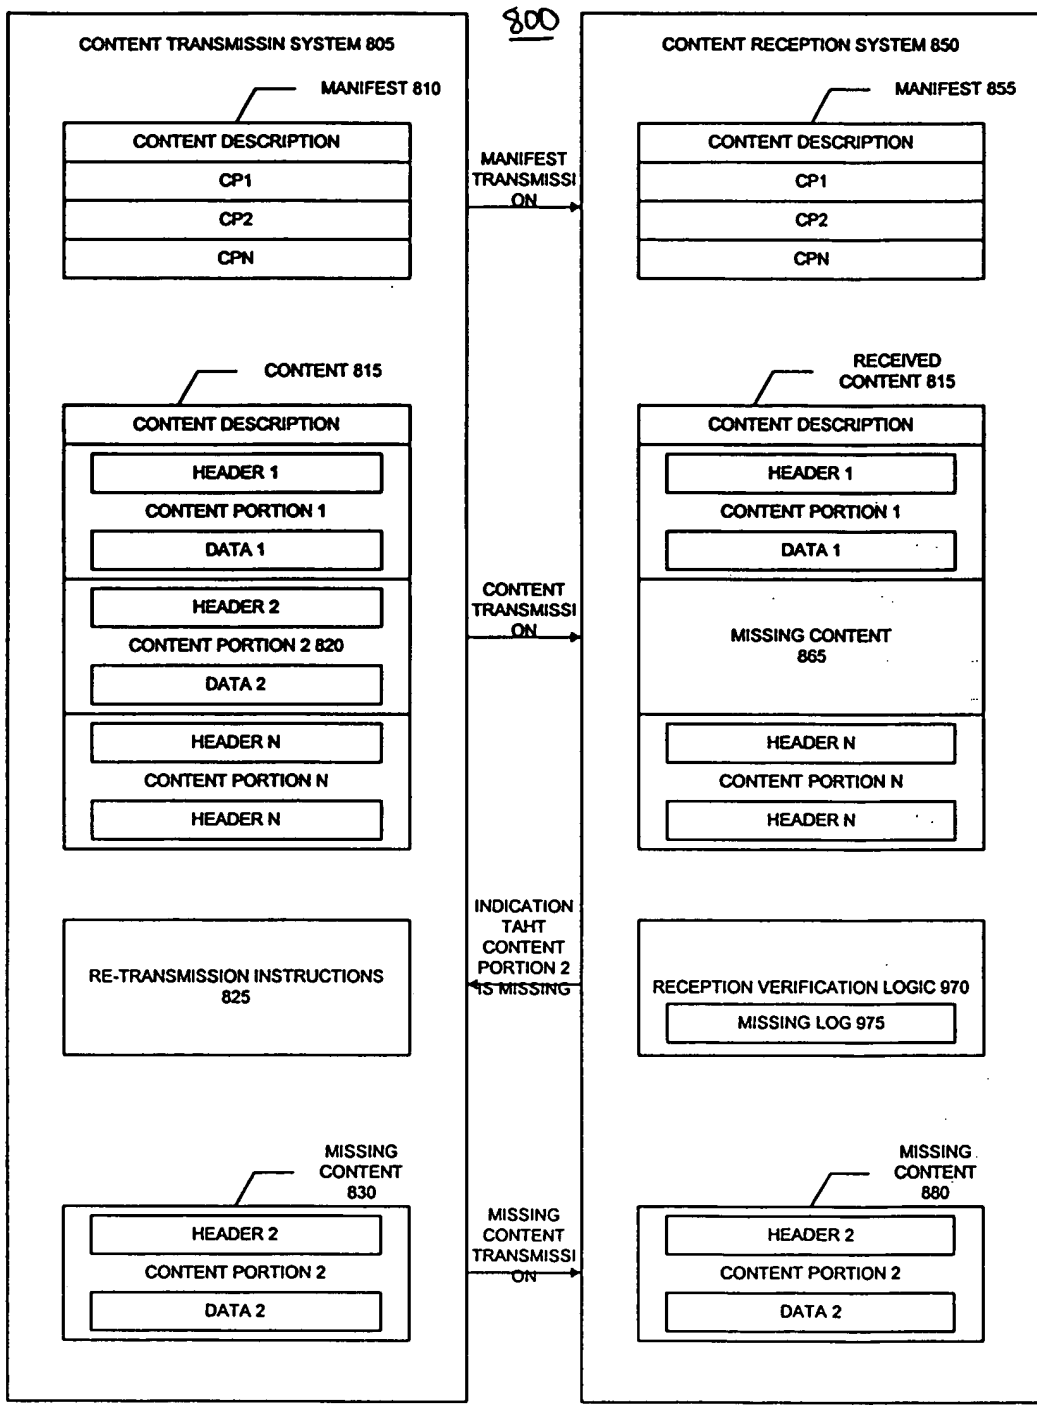 800
CONTENT TRANSMISSIN SYSTEM 805
MANIFEST 810
CONTENT DESCRIPTION
CP1
CP2
CPN
CONTENT 815
CONTENT DESCRIPTION
HEADER 1
CONTENT PORTION 1
DATA 1
HEADER 2
CONTENT PORTION 2 820
DATA 2
HEADER N
CONTENT PORTION N
HEADER N
RE-TRANSMISSION INSTRUCTIONS
825
MISSING
CONTENT
830
HEADER 2
CONTENT PORTION 2
DATA 2
MANIFEST
TRANSMISSI
ON
CONTENT
TRANSMISSI
ON
INDICATION
TAHT
CONTENT
PORTION 2
IS MISSING
MISSING
CONTENT
TRANSMISSI
ON
CONTENT RECEPTION SYSTEM 850
MANIFEST 855
CONTENT DESCRIPTION
CP1
CP2
CPN
RECEIVED
CONTENT 815
CONTENT DESCRIPTION
HEADER 1
CONTENT PORTION 1
DATA 1
MISSING CONTENT
865
HEADER N
CONTENT PORTION N
HEADER N
RECEPTION VERIFICATION LOGIC 970
MISSING LOG 975
MISSING
CONTENT
880
HEADER 2
CONTENT PORTION 2
DATA 2